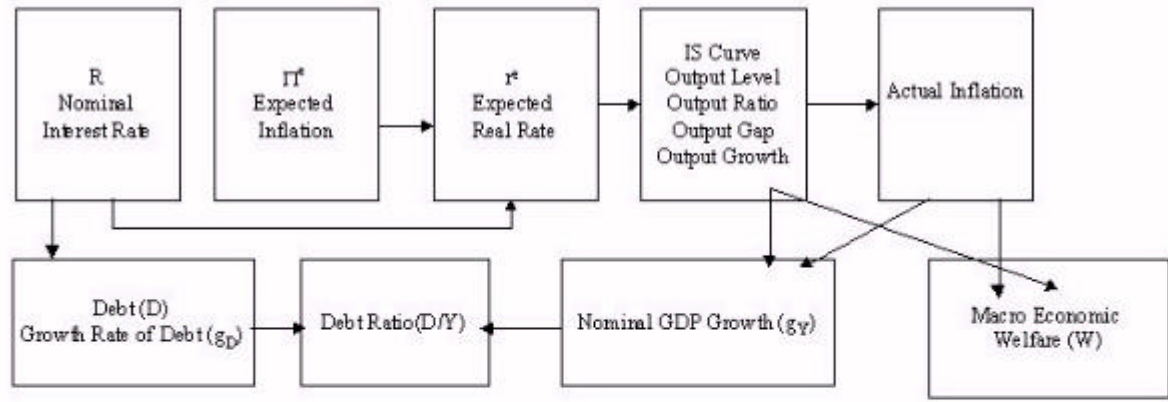 R
Nominal
Interest Rate
Πᵉ
Expected
Inflation
rᵉ
Expected
Real Rate
IS Curve
Output Level
Output Ratio
Output Gap
Output Growth
Actual Inflation
Debt (D)
Growth Rate of Debt (g_D)
Debt Ratio(D/Y)
Nominal GDP Growth (g_Y)
Macro Economic
Welfare (W)